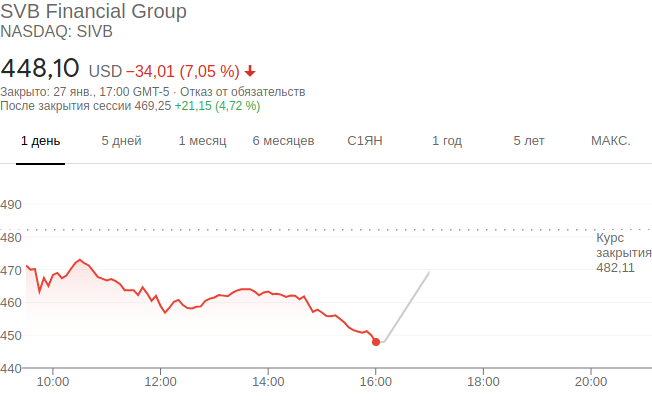 SVB Financial Group
NASDAQ: SIVB
448,10 USD −34,01 (7,05 %)
Закрыто: 27 янв., 17:00 GMT-5 · Отказ от обязательств
После закрытия сессии 469,25 +21,15 (4,72 %)
1 день 5 дней 1 месяц 6 месяцев С1ЯН 1 год 5 лет МАКС.
490
480
Курс
закрытия
482,11
470
460
450
440
10:00 12:00 14:00 16:00 18:00 20:00